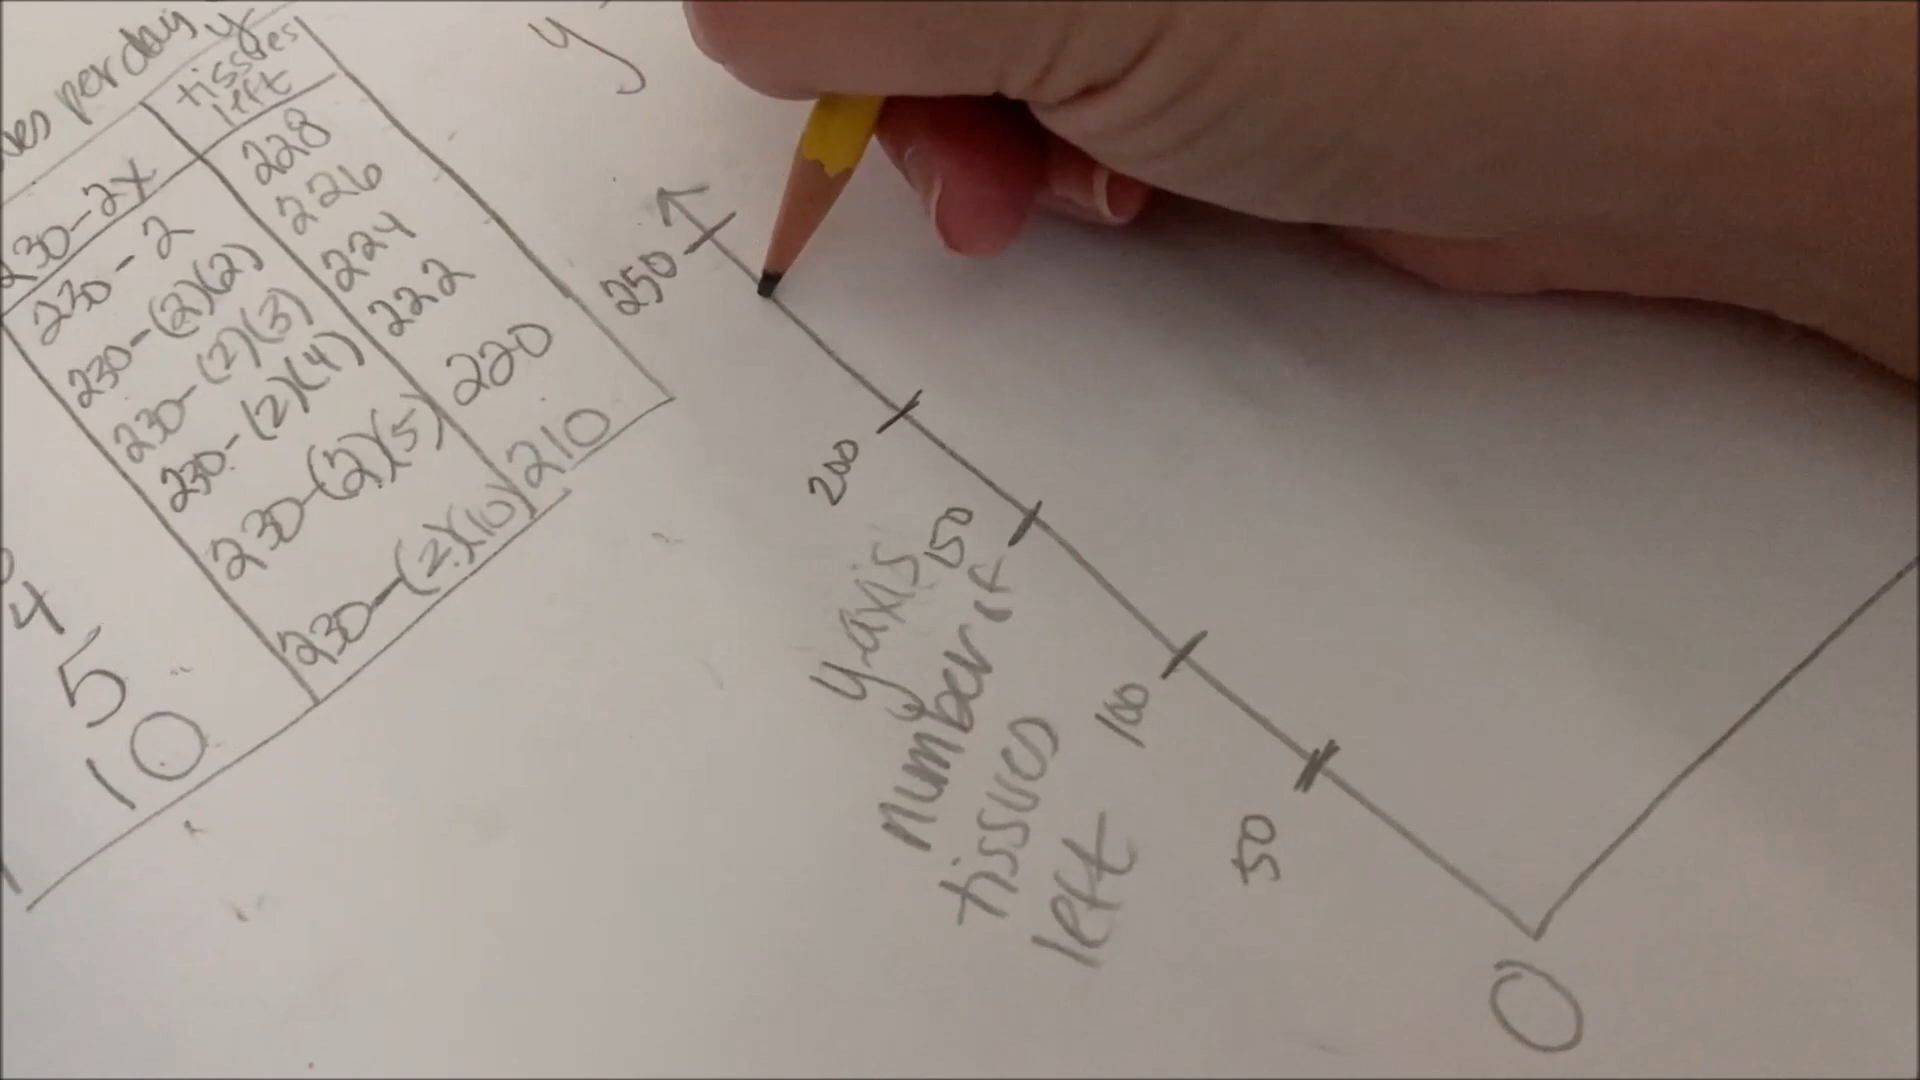 per day
y
tissues
left
230-2x
230-2 228
230-(2)(2) 226
230-(2)(3) 224
230-(2)(4) 222
4
5 230-(2)(5) 220
10 230-(2)(10) 210
y
250
200
150
100
50
0
y axis
number
tissues
left